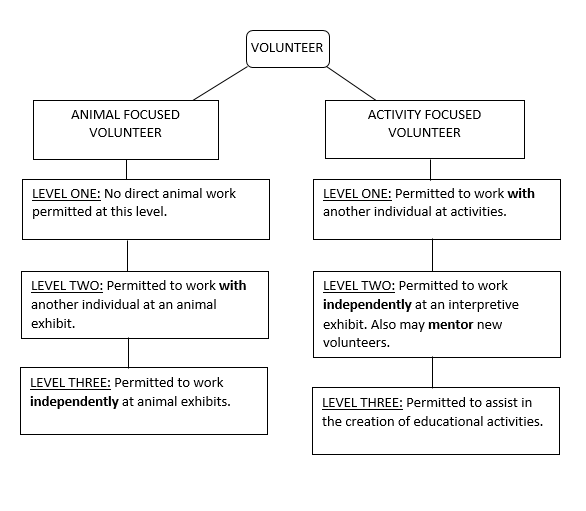 VOLUNTEER
ANIMAL FOCUSED
VOLUNTEER
LEVEL ONE: No direct animal work
permitted at this level.
LEVEL TWO: Permitted to work with
another individual at an animal
exhibit.
LEVEL THREE: Permitted to work
independently at animal exhibits.
ACTIVITY FOCUSED
VOLUNTEER
LEVEL ONE: Permitted to work with
another individual at activities.
LEVEL TWO: Permitted to work
independently at an interpretive
exhibit. Also may mentor new
volunteers.
LEVEL THREE: Permitted to assist in
the creation of educational activities.